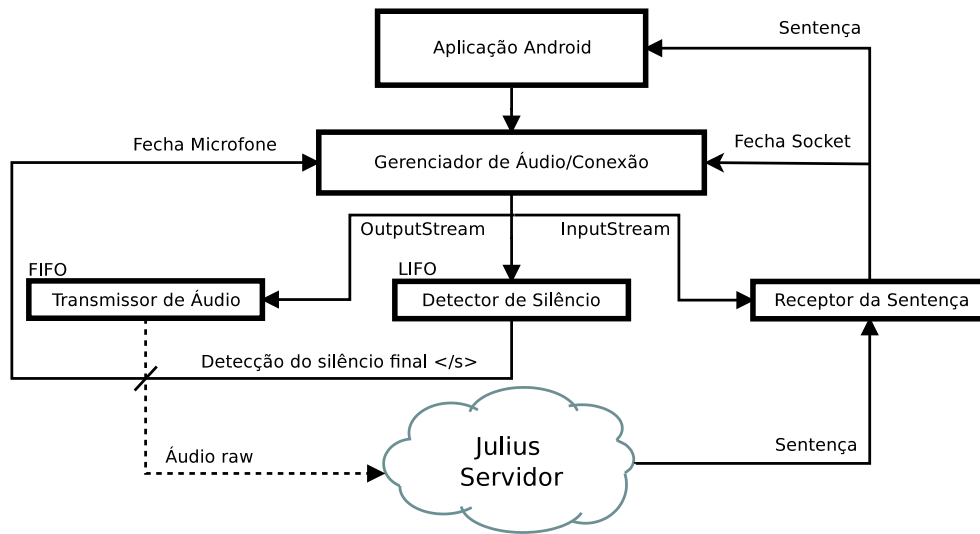 Sentença
Aplicação Android
Fecha Microfone
Fecha Socket
Gerenciador de Áudio/Conexão
OutputStream
InputStream
FIFO
LIFO
Transmissor de Áudio
Detector de Silêncio
Receptor da Sentença
Detecção do silêncio final </s>
Julius
Servidor
Áudio raw
Sentença